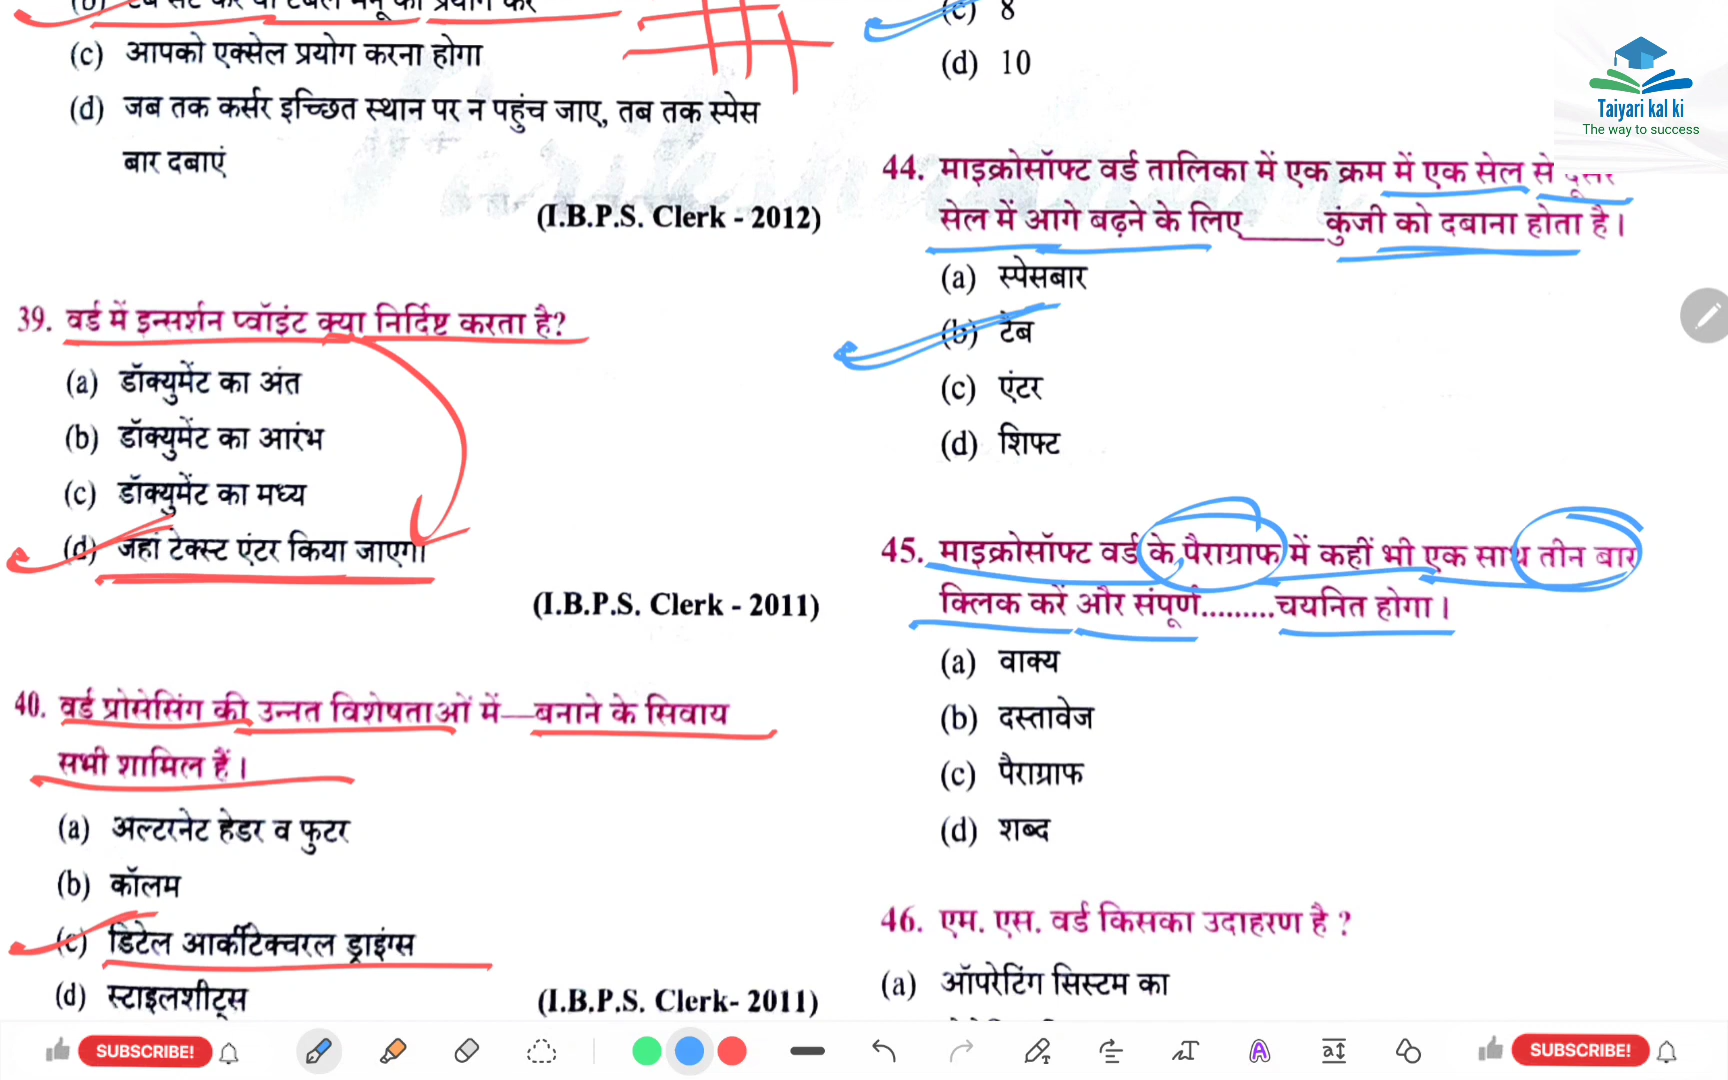 (c) आपको एक्सेल प्रयोग करना होगा
(d) जब तक कर्सर इच्छित स्थान पर न पहुंच जाए, तब तक स्पेस
बार दबाएं
(I.B.P.S. Clerk - 2012)
39. वर्ड में इन्सर्शन प्वॉइंट क्या निर्दिष्ट करता है?
(a) डॉक्युमेंट का अंत
(b) डॉक्युमेंट का आरंभ
(c) डॉक्युमेंट का मध्य
(d) जहां टेक्स्ट एंटर किया जाएगा
(I.B.P.S. Clerk - 2011)
40. वर्ड प्रोसेसिंग की उन्नत विशेषताओं में—बनाने के सिवाय
सभी शामिल हैं।
(a) अल्टरनेट हेडर व फुटर
(b) कॉलम
(c) डिटेल आर्कीटेक्चरल ड्राइंग्स
(d) स्टाइलशीट्स
(I.B.P.S. Clerk- 2011)
(c) 8
(d) 10
44. माइक्रोसॉफ्ट वर्ड तालिका में एक क्रम में एक सेल से
सेल में आगे बढ़ने के लिए_____कुंजी को दबाना होता है।
(a) स्पेसबार
(b) टैब
(c) एंटर
(d) शिफ्ट
45. माइक्रोसॉफ्ट वर्ड के पैराग्राफ में कहीं भी एक साथ तीन बार
क्लिक करें और संपूर्ण.........चयनित होगा।
(a) वाक्य
(b) दस्तावेज
(c) पैराग्राफ
(d) शब्द
46. एम. एस. वर्ड किसका उदाहरण है ?
(a) ऑपरेटिंग सिस्टम का
Taiyari kal ki
The way to success
SUBSCRIBE!
SUBSCRIBE!